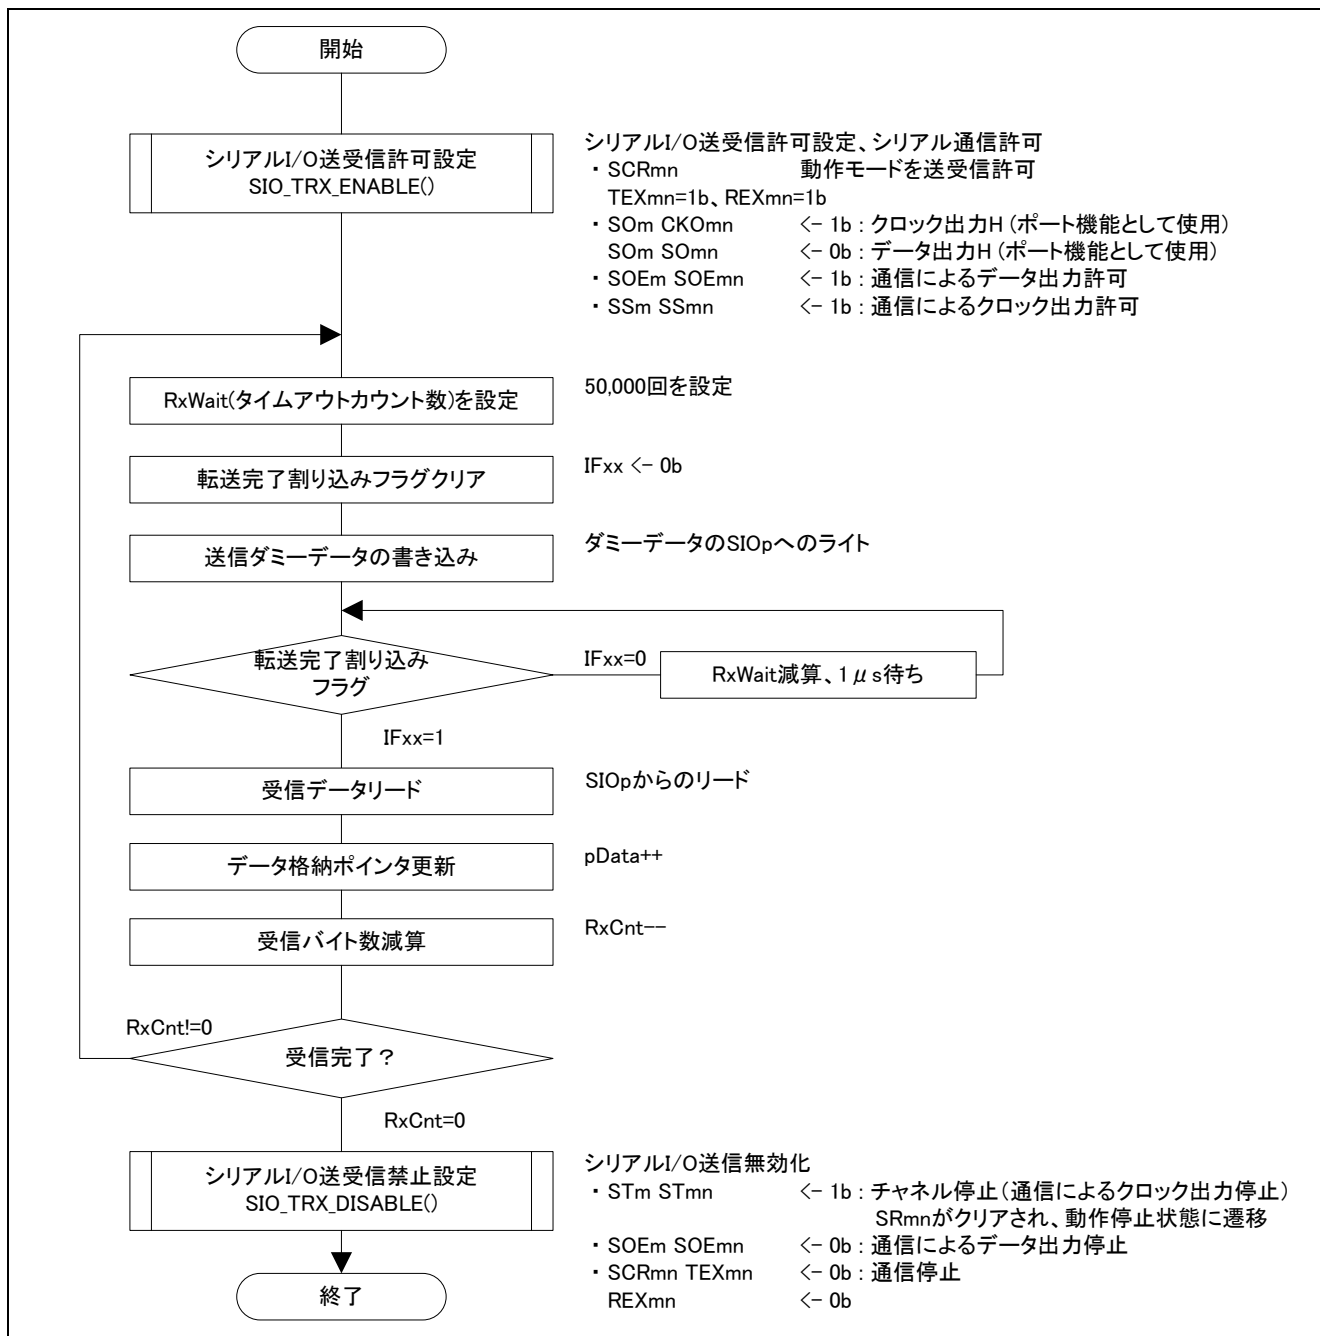 開始
シリアルI/O送受信許可設定
SIO_TRX_ENABLE()
シリアルI/O送受信許可設定、シリアル通信許可
・ SCRmn 動作モードを送受信許可
TEXmn=1b、REXmn=1b
・ SOm CKOmn <- 1b : クロック出力H (ポート機能として使用)
SOm SOmn <- 0b : データ出力H (ポート機能として使用)
・ SOEm SOEmn <- 1b : 通信によるデータ出力許可
・ SSm SSmn <- 1b : 通信によるクロック出力許可
RxWait(タイムアウトカウント数)を設定
50,000回を設定
転送完了割り込みフラグクリア
IFxx <- 0b
送信ダミーデータの書き込み
ダミーデータのSIOpへのライト
転送完了割り込み
フラグ
IFxx=0
RxWait減算、1μs待ち
IFxx=1
受信データリード
SIOpからのリード
データ格納ポインタ更新
pData++
受信バイト数減算
RxCnt--
RxCnt!=0
受信完了？
RxCnt=0
シリアルI/O送受信禁止設定
SIO_TRX_DISABLE()
シリアルI/O送信無効化
・ STm STmn <- 1b : チャネル停止（通信によるクロック出力停止）
SRmnがクリアされ、動作停止状態に遷移
・ SOEm SOEmn <- 0b : 通信によるデータ出力停止
・ SCRmn TEXmn <- 0b : 通信停止
REXmn <- 0b
終了